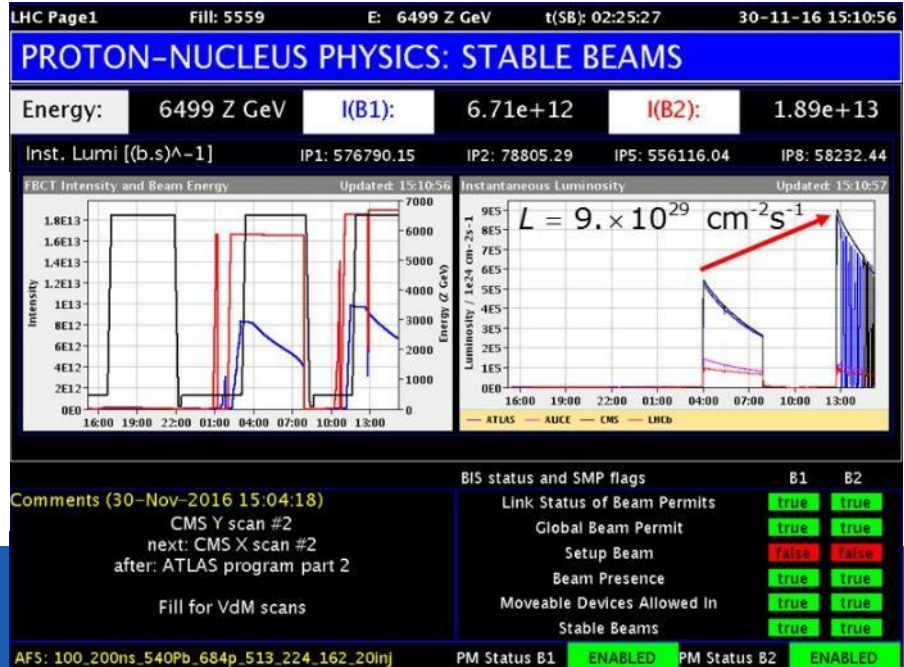 LHC Page1 Fill: 5559 E: 6499 Z GeV t(SB): 02:25:27 30-11-16 15:10:56
PROTON-NUCLEUS PHYSICS: STABLE BEAMS
Energy: 6499 Z GeV I(B1): 6.71e+12 I(B2): 1.89e+13
Inst. Lumi [(b.s)^-1] IP1: 576790.15 IP2: 78805.29 IP5: 556116.04 IP8: 58232.44
FBCT Intensity and Beam Energy Updated: 15:10:56
Intensity
1.8E13
1.6E13
1.4E13
1.2E13
1E13
8E12
6E12
4E12
2E12
0E0
7000
6000
5000
4000
3000
2000
1000
0
Energy (Z GeV)
16:00 19:00 22:00 01:00 04:00 07:00 10:00 13:00
Instantaneous Luminosity Updated: 15:10:57
L = 9.×10^29 cm^-2s^-1
Luminosity / 1e24 cm-2s-1
9E5
8E5
7E5
6E5
5E5
4E5
3E5
2E5
1E5
0E0
16:00 19:00 22:00 01:00 04:00 07:00 10:00 13:00
ATLAS ALICE CMS LHCb
BIS status and SMP flags B1 B2
Link Status of Beam Permits true true
Global Beam Permit true true
Setup Beam false false
Beam Presence true true
Moveable Devices Allowed In true true
Stable Beams true true
Comments (30-Nov-2016 15:04:18)
CMS Y scan #2
next: CMS X scan #2
after: ATLAS program part 2
Fill for VdM scans
AFS: 100_200ns_540Pb_684p_513_224_162_20inj PM Status B1 ENABLED PM Status B2 ENABLED